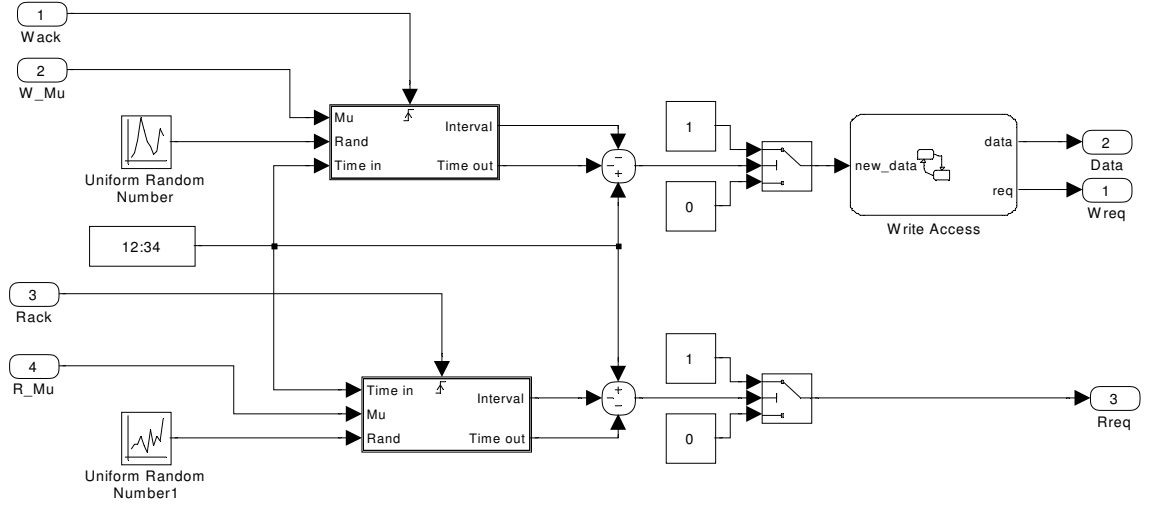 1
Wack
2
W_Mu
Mu
Rand
Time in
Interval
Time out
Uniform Random
Number
−
−
+
1
0
new_data
data
req
Write Access
2
Data
1
Wreq
12:34
3
Rack
4
R_Mu
Time in
Mu
Rand
Interval
Time out
Uniform Random
Number1
+
−
−
1
0
3
Rreq